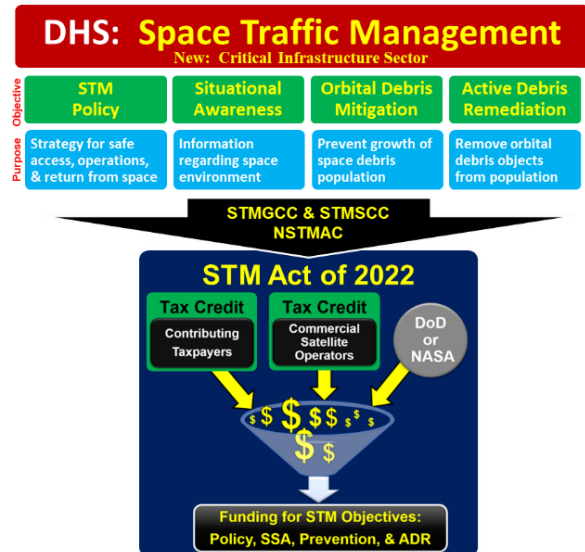 DHS: Space Traffic Management
New: Critical Infrastructure Sector
Objective
STM
Policy
Situational
Awareness
Orbital Debris
Mitigation
Active Debris
Remediation
Purpose
Strategy for safe
access, operations,
& return from space
Information
regarding space
environment
Prevent growth of
space debris
population
Remove orbital
debris objects
from population
STMGCC & STMSCC
NSTMAC
STM Act of 2022
Tax Credit
Contributing
Taxpayers
Tax Credit
Commercial
Satellite
Operators
DoD
or
NASA
$ $ $ $ $ $ $ $
$ $
Funding for STM Objectives:
Policy, SSA, Prevention, & ADR